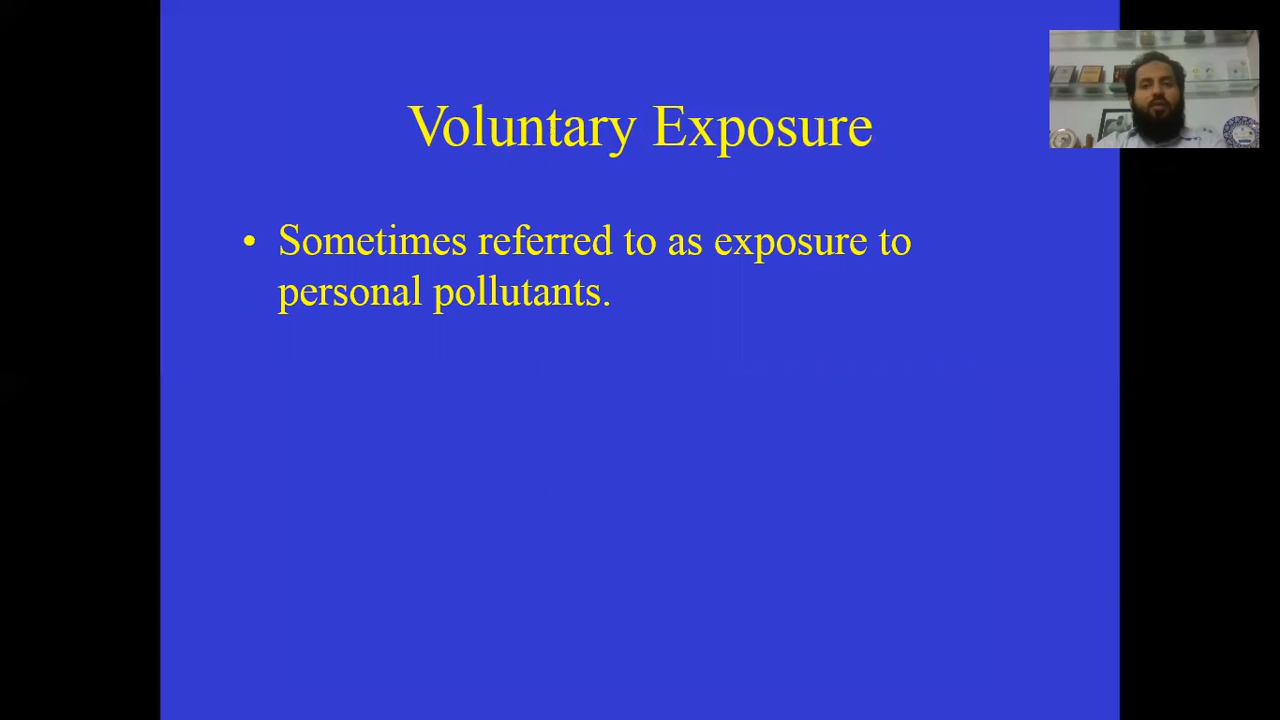 Voluntary Exposure
• Sometimes referred to as exposure to
personal pollutants.